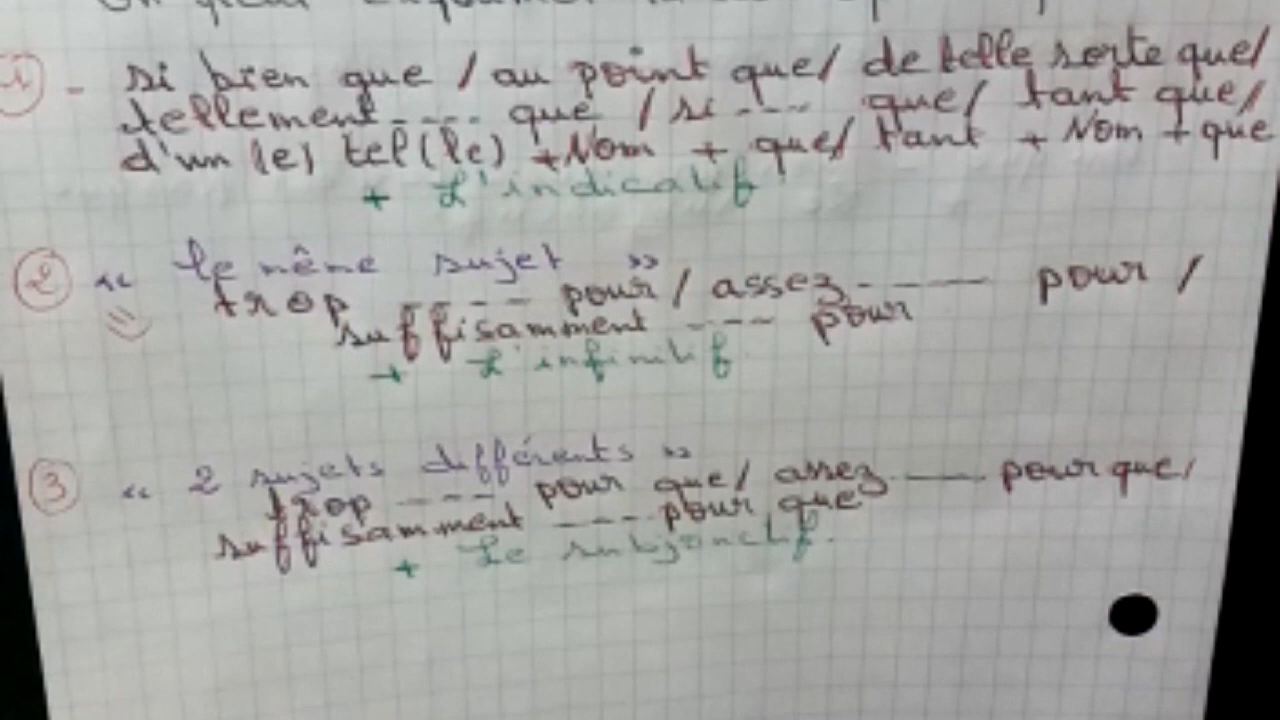 1 - si bien que / au point que / de telle sorte que /
tellement ---- que / si ---- que / tant que /
d'un (e) tel (le) + Nom + que / tant + Nom + que
+ L'indicatif
2 " le même sujet "
trop ---- pour / assez ---- pour /
suffisamment ---- pour
+ L'infinitif
3 " 2 sujets différents "
trop ---- pour que / assez ---- pour que /
suffisamment ---- pour que
+ Le subjonctif.